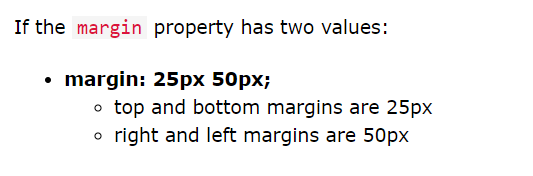 If the margin property has two values:
• margin: 25px 50px;
◦ top and bottom margins are 25px
◦ right and left margins are 50px